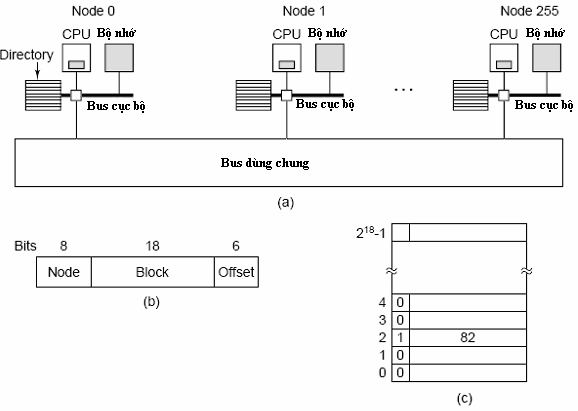 Node 0 Node 1 Node 255
CPU Bộ nhớ CPU Bộ nhớ CPU Bộ nhớ
Directory
Bus cục bộ Bus cục bộ ... Bus cục bộ
Bus dùng chung
(a)
Bits 8 18 6
Node Block Offset
(b)
2¹⁸-1
4 0
3 0
2 1 82
1 0
0 0
(c)